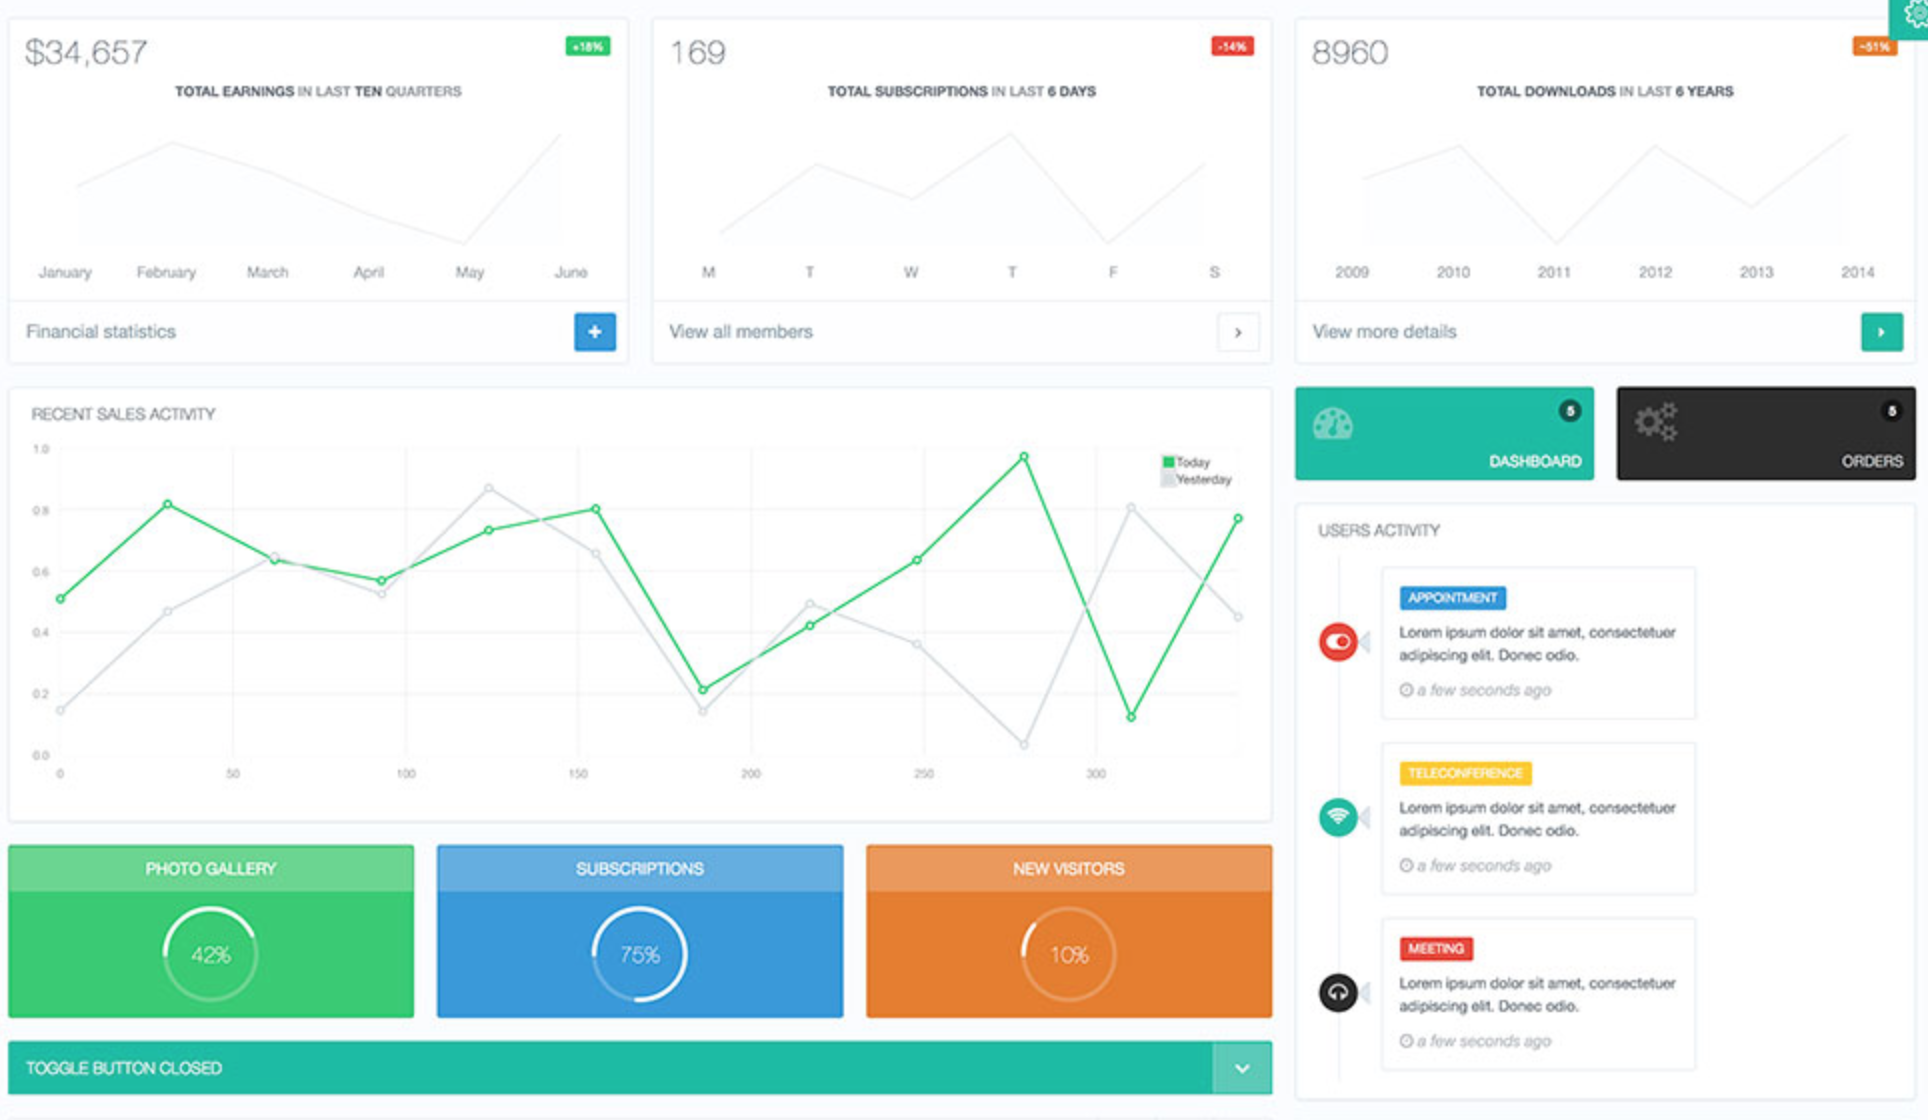 $34,657
+18%
TOTAL EARNINGS IN LAST TEN QUARTERS
January February March April May June
Financial statistics
169
-14%
TOTAL SUBSCRIPTIONS IN LAST 6 DAYS
M T W T F S
View all members
8960
~51%
TOTAL DOWNLOADS IN LAST 6 YEARS
2009 2010 2011 2012 2013 2014
View more details
RECENT SALES ACTIVITY
1.0
0.8
0.6
0.4
0.2
0.0
0 50 100 150 200 250 300
Today
Yesterday
5
DASHBOARD
5
ORDERS
USERS ACTIVITY
APPOINTMENT
Lorem ipsum dolor sit amet, consectetuer
adipiscing elit. Donec odio.
a few seconds ago
TELECONFERENCE
Lorem ipsum dolor sit amet, consectetuer
adipiscing elit. Donec odio.
a few seconds ago
MEETING
Lorem ipsum dolor sit amet, consectetuer
adipiscing elit. Donec odio.
a few seconds ago
PHOTO GALLERY
42%
SUBSCRIPTIONS
75%
NEW VISITORS
10%
TOGGLE BUTTON CLOSED